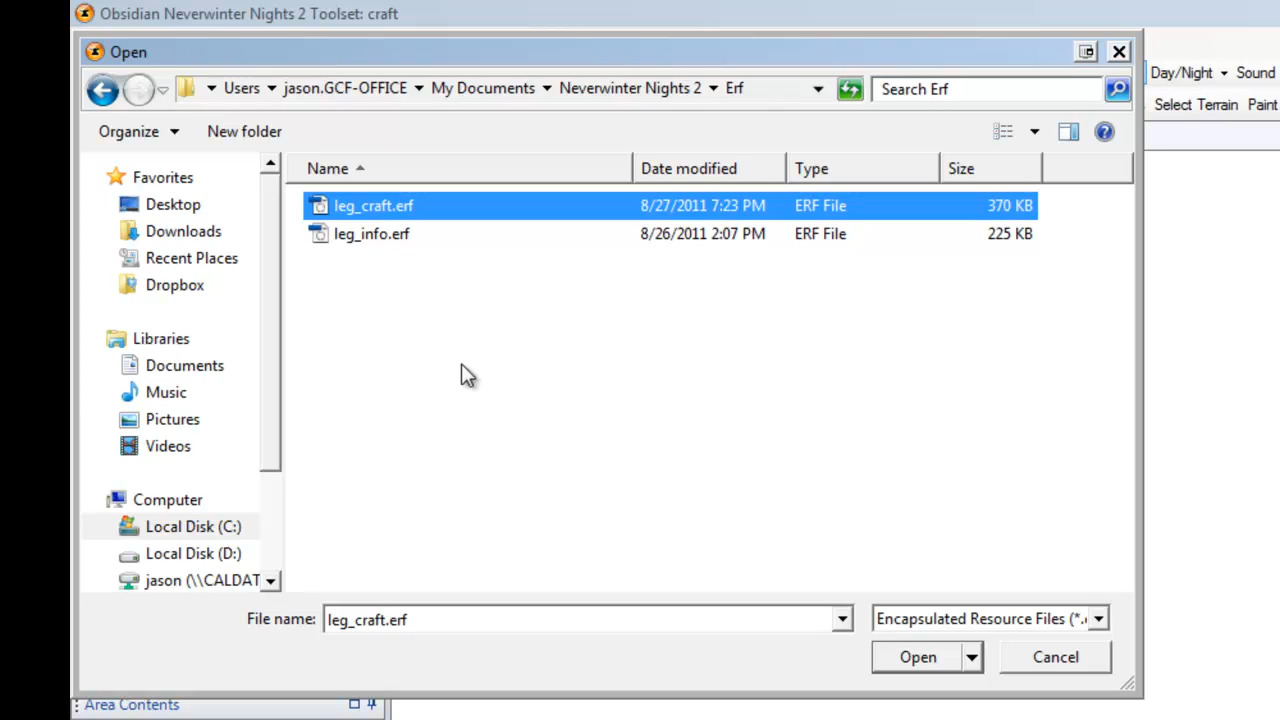 Obsidian Neverwinter Nights 2 Toolset: craft
Open
Users jason.GCF-OFFICE My Documents Neverwinter Nights 2 Erf
Search Erf
Day/Night Sound
Select Terrain Paint
Organize New folder
Name Date modified Type Size
leg_craft.erf 8/27/2011 7:23 PM ERF File 370 KB
leg_info.erf 8/26/2011 2:07 PM ERF File 225 KB
Favorites
Desktop
Downloads
Recent Places
Dropbox
Libraries
Documents
Music
Pictures
Videos
Computer
Local Disk (C:)
Local Disk (D:)
jason (\\CALDAT
File name: leg_craft.erf
Encapsulated Resource Files (*.
Open Cancel
Area Contents